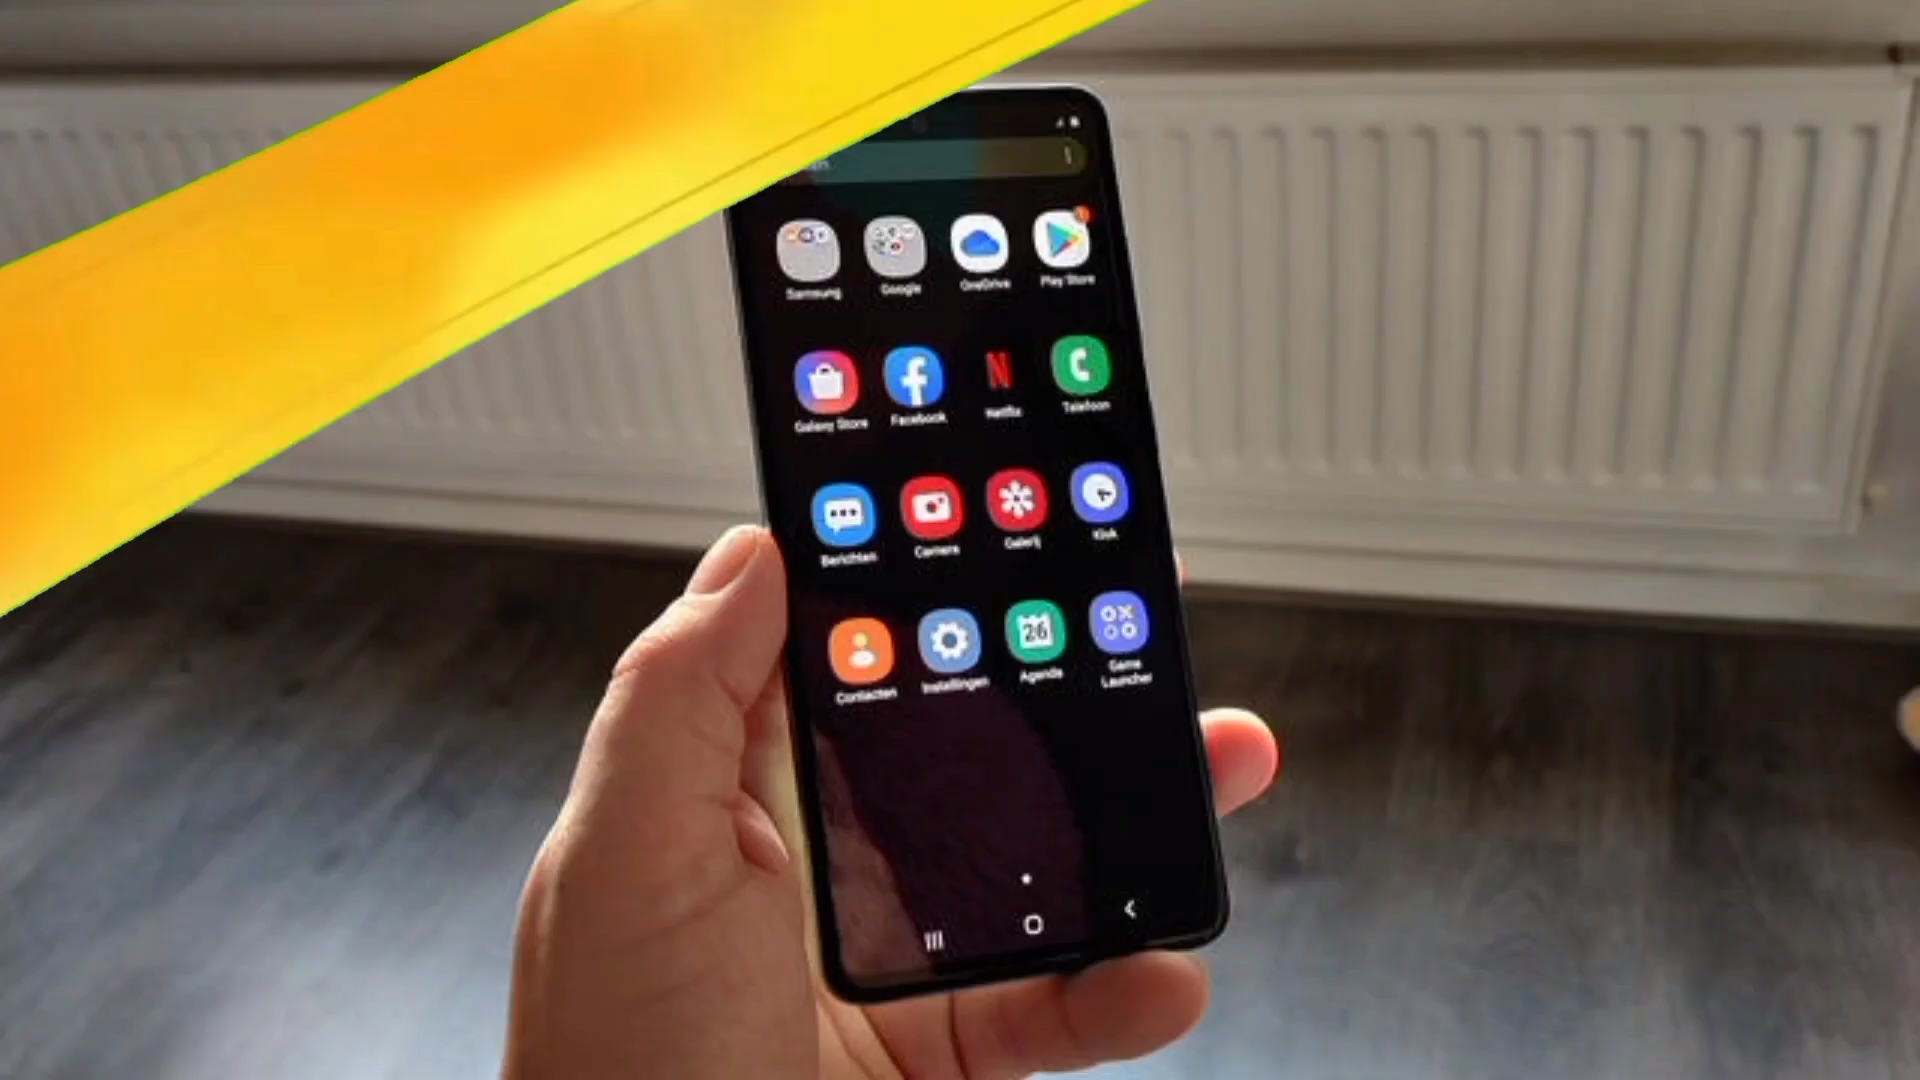 Samsung
Google
OneDrive
Play Store
Galaxy Store
Facebook
N
Netflix
Telefoon
Berichten
Camera
Galerij
Klok
Contacten
Instellingen
26
Agenda
Game
Launcher